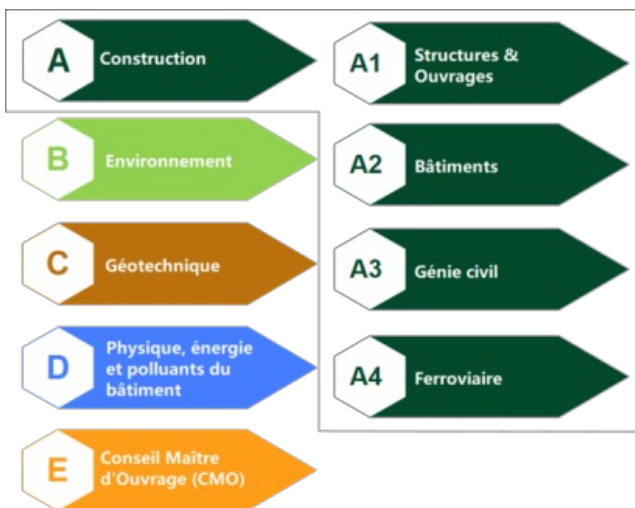 A
Construction
B
Environnement
C
Géotechnique
D
Physique, énergie
et polluants du
bâtiment
E
Conseil Maître
d'Ouvrage (CMO)
A1
Structures &
Ouvrages
A2
Bâtiments
A3
Génie civil
A4
Ferroviaire